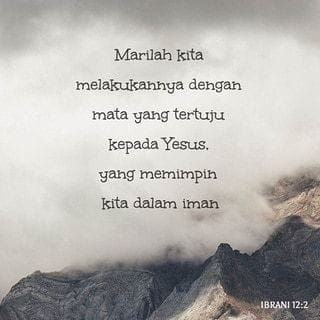 Marilah kita
melakukannya dengan
mata yang tertuju
kepada Yesus,
yang memimpin
kita dalam iman
IBRANI 12:2